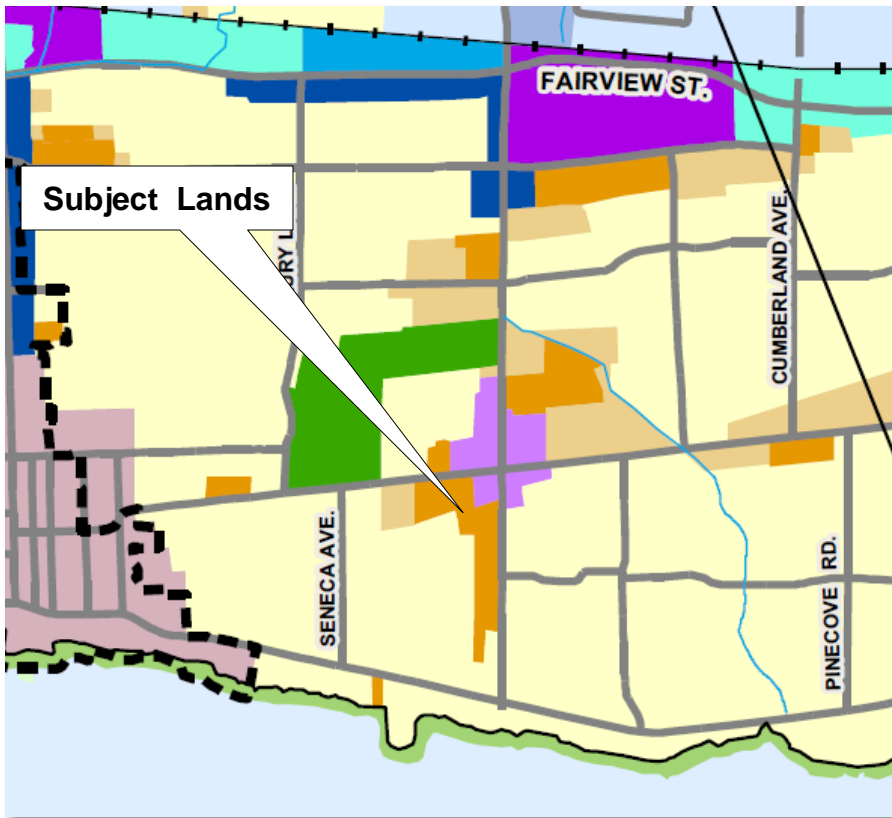 FAIRVIEW ST.
Subject Lands
CUMBERLAND AVE.
SENECA AVE.
PINECOVE RD.